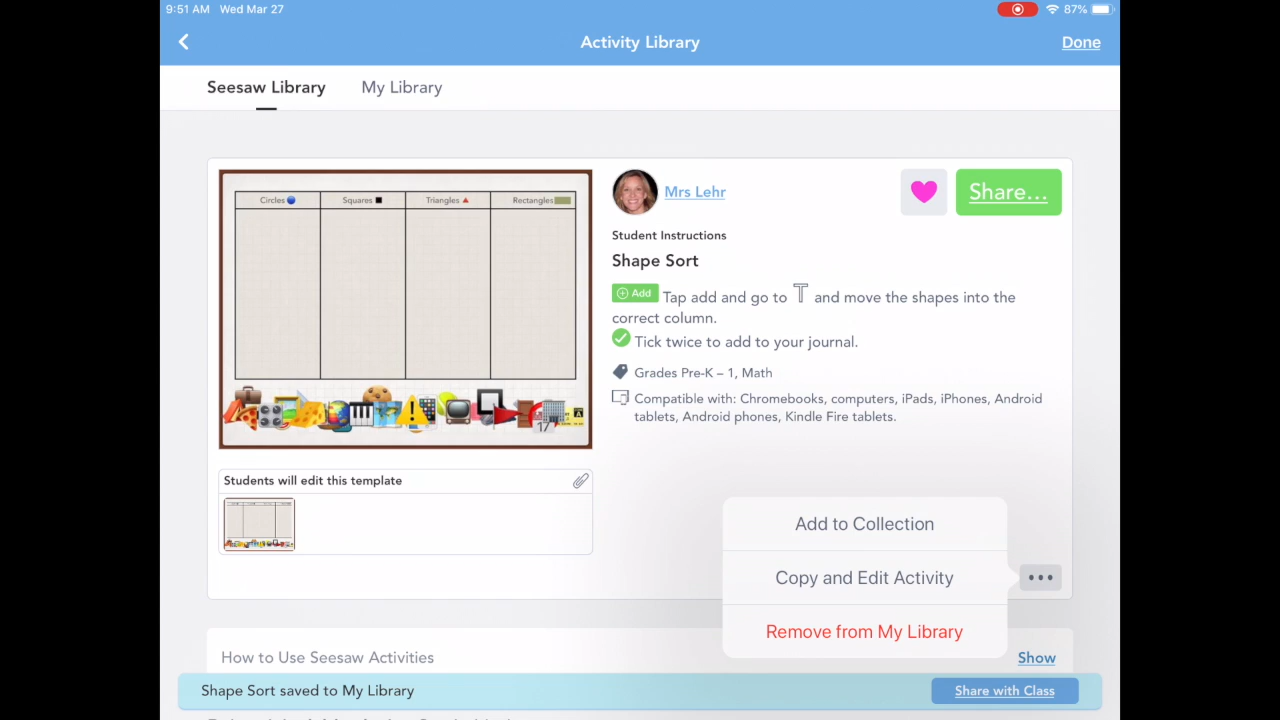 9:51 AM Wed Mar 27
87%
Activity Library
Done
Seesaw Library
My Library
Circles
Squares
Triangles
Rectangles
17
Mrs Lehr
Share...
Student Instructions
Shape Sort
Add Tap add and go to T and move the shapes into the
correct column.
Tick twice to add to your journal.
Grades Pre-K – 1, Math
Compatible with: Chromebooks, computers, iPads, iPhones, Android
tablets, Android phones, Kindle Fire tablets.
Students will edit this template
Add to Collection
Copy and Edit Activity
Remove from My Library
How to Use Seesaw Activities
Show
Shape Sort saved to My Library
Share with Class